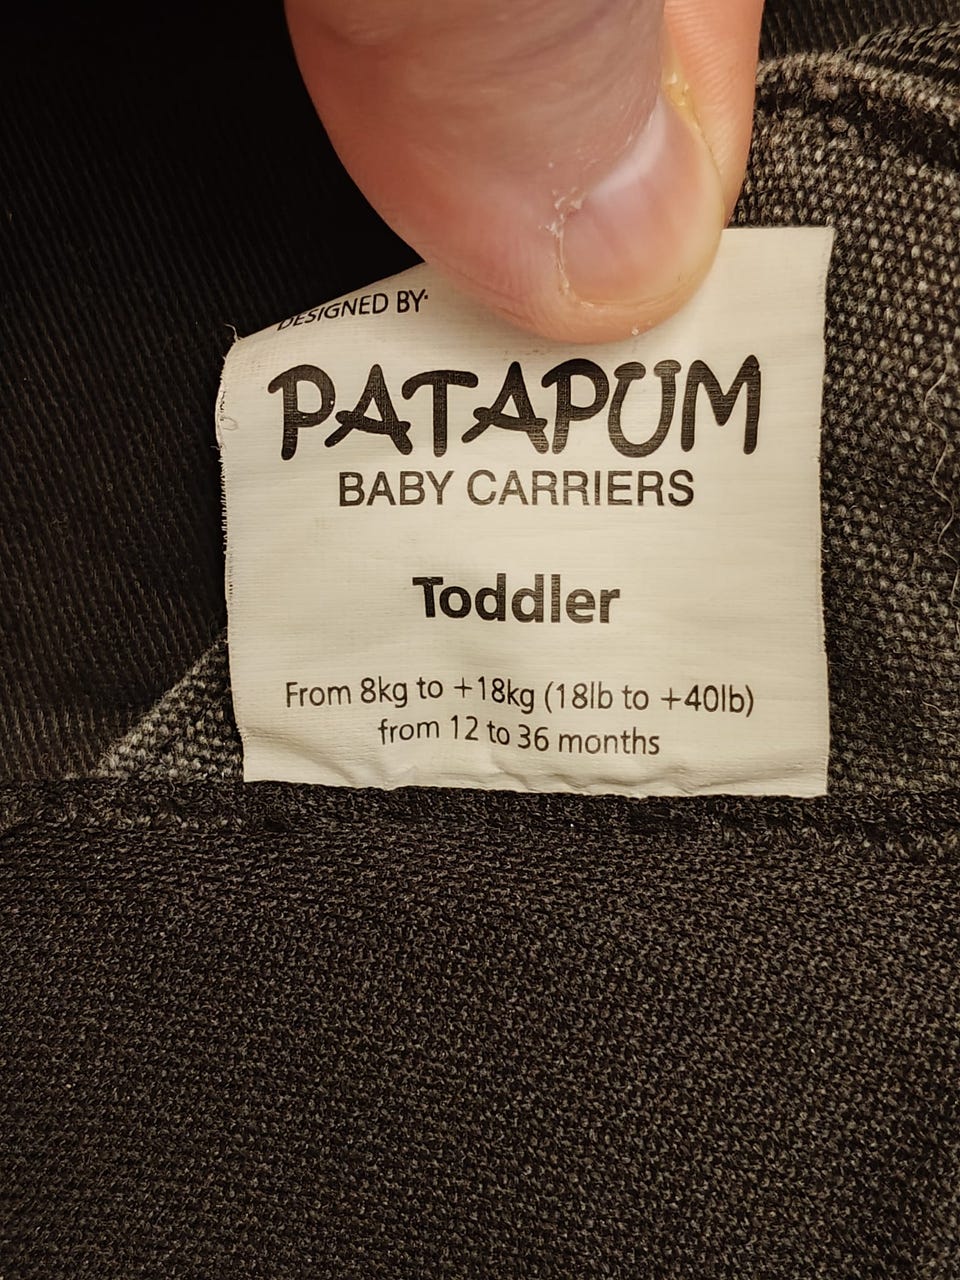 DESIGNED BY:
PATAPUM
BABY CARRIERS
Toddler
From 8kg to +18kg (18lb to +40lb)
from 12 to 36 months